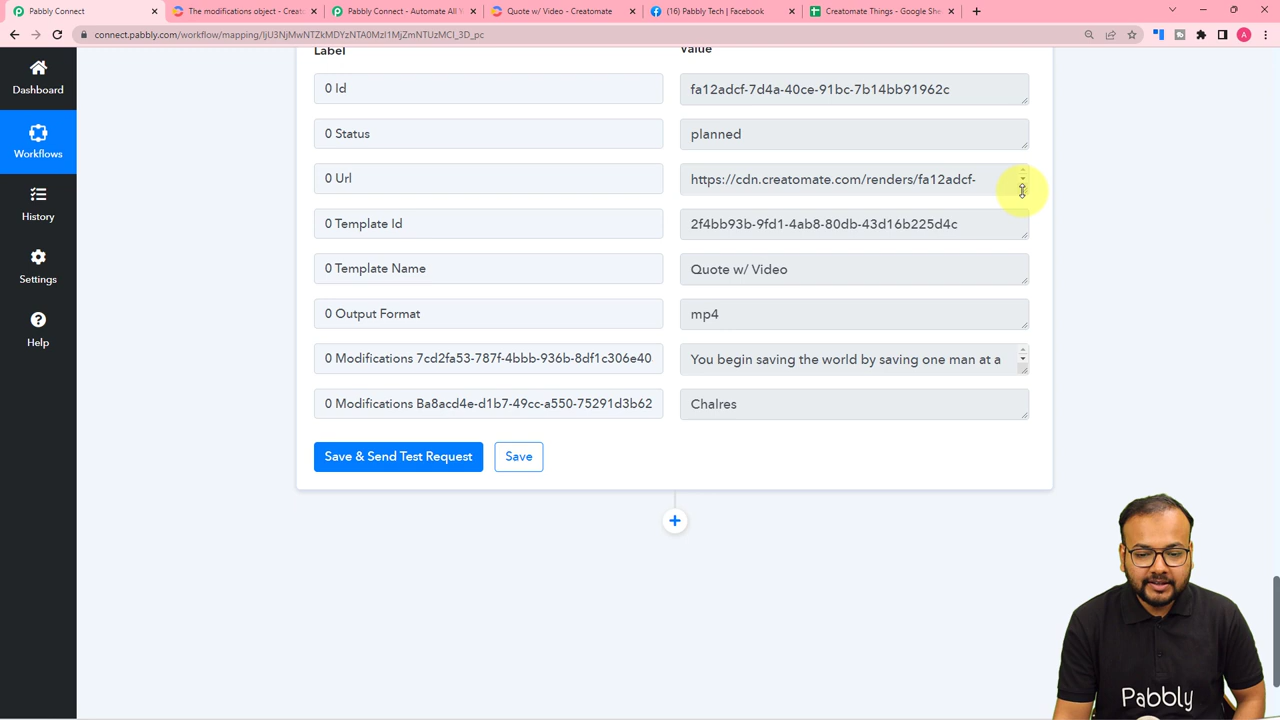 Pabbly Connect
The modifications object - Creato
Pabbly Connect - Automate All Y
Quote w/ Video - Creatomate
(16) Pabbly Tech | Facebook
Creatomate Things - Google She
connect.pabbly.com/workflow/mapping/IjU3NjMwNTZkMDYzNTA0MzI1MjZmNTUzMCI_3D_pc
A
Label
Value
Dashboard
Workflows
History
Settings
Help
0 Id
fa12adcf-7d4a-40ce-91bc-7b14bb91962c
0 Status
planned
0 Url
https://cdn.creatomate.com/renders/fa12adcf-
0 Template Id
2f4bb93b-9fd1-4ab8-80db-43d16b225d4c
0 Template Name
Quote w/ Video
0 Output Format
mp4
0 Modifications 7cd2fa53-787f-4bbb-936b-8df1c306e40
You begin saving the world by saving one man at a
0 Modifications Ba8acd4e-d1b7-49cc-a550-75291d3b62
Chalres
Save & Send Test Request
Save
Pabbly